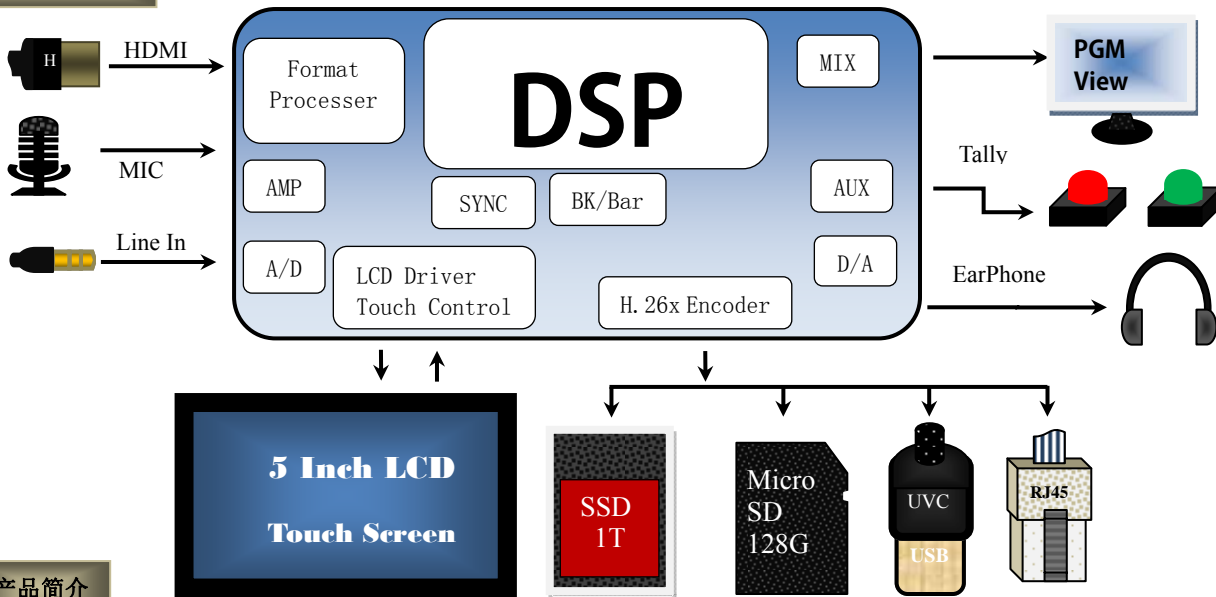 HDMI
H
MIC
Line In
Format
Processer
DSP
MIX
AMP
SYNC
BK/Bar
AUX
A/D
LCD Driver
Touch Control
H.26x Encoder
D/A
PGM
View
Tally
EarPhone
5 Inch LCD
Touch Screen
SSD
1T
Micro
SD
128G
UVC
USB
RJ45
产品简介